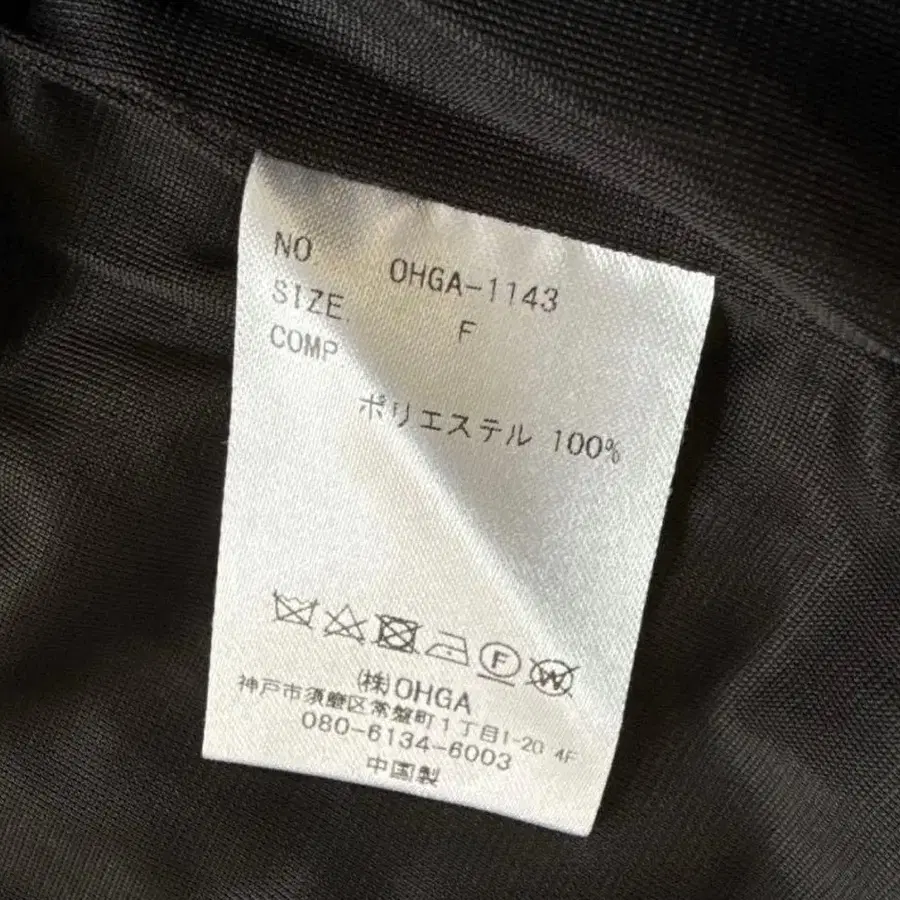 NO OHGA-1143
SIZE. F
COMP
ポリエステル 100%
F W
(株)OHGA
神戸市須磨区常盤町1丁目1-20 4F
080-6134-6003
中国製